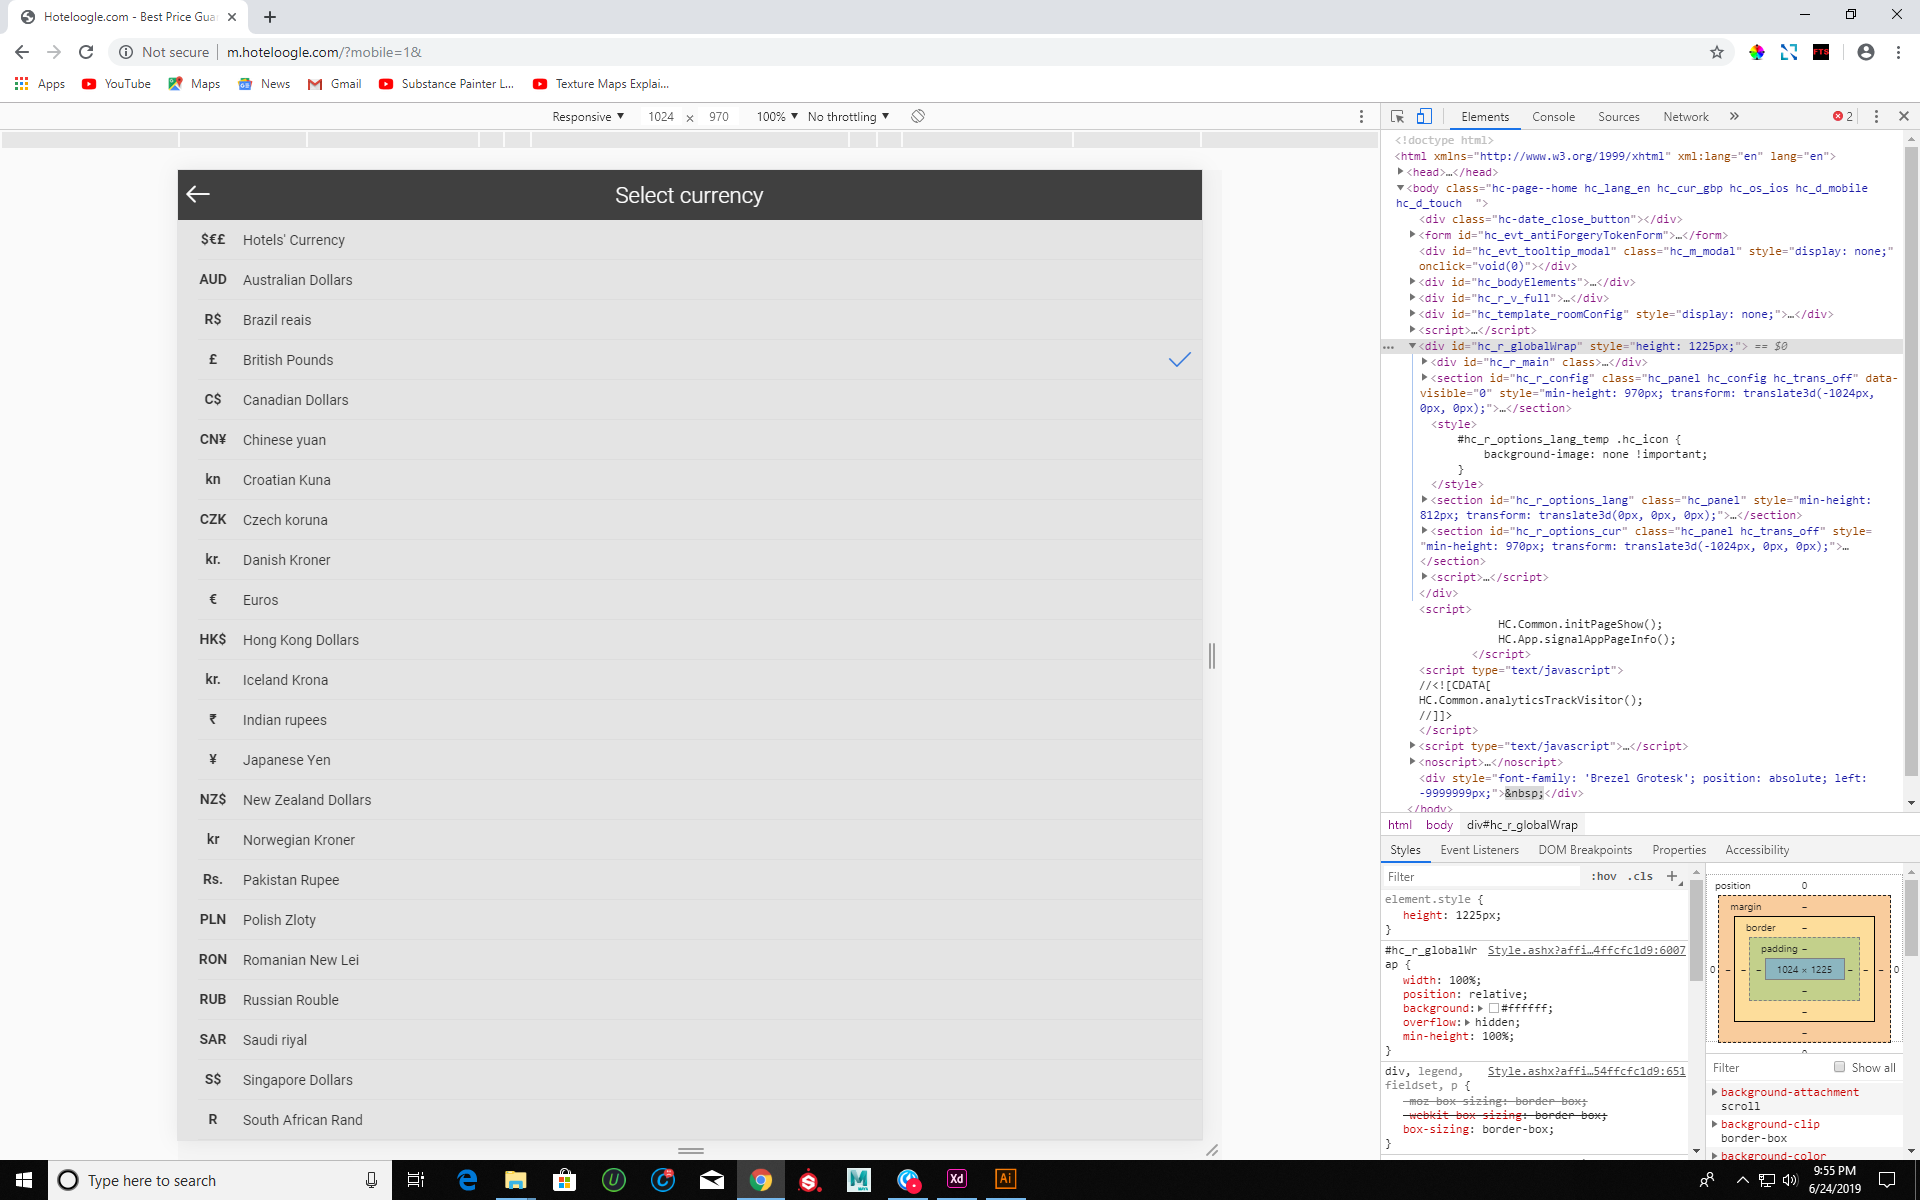 Hoteloogle.com - Best Price Gua
Not secure m.hoteloogle.com/?mobile=1&
FTS
Apps YouTube Maps News Gmail Substance Painter L... Texture Maps Explai...
Responsive ▼ 1024 x 970 100% ▼ No throttling ▼
Select currency
$€£ Hotels' Currency
AUD Australian Dollars
R$ Brazil reais
£ British Pounds
C$ Canadian Dollars
CN¥ Chinese yuan
kn Croatian Kuna
CZK Czech koruna
kr. Danish Kroner
€ Euros
HK$ Hong Kong Dollars
kr. Iceland Krona
₹ Indian rupees
¥ Japanese Yen
NZ$ New Zealand Dollars
kr Norwegian Kroner
Rs. Pakistan Rupee
PLN Polish Zloty
RON Romanian New Lei
RUB Russian Rouble
SAR Saudi riyal
S$ Singapore Dollars
R South African Rand
Elements Console Sources Network » 2
<!doctype html>
<html xmlns="http://www.w3.org/1999/xhtml" xml:lang="en" lang="en">
<head>…</head>
<body class="hc-page--home hc_lang_en hc_cur_gbp hc_os_ios hc_d_mobile
hc_d_touch ">
<div class="hc-date_close_button"></div>
<form id="hc_evt_antiForgeryTokenForm">…</form>
<div id="hc_evt_tooltip_modal" class="hc_m_modal" style="display: none;"
onclick="void(0)"></div>
<div id="hc_bodyElements">…</div>
<div id="hc_r_v_full">…</div>
<div id="hc_template_roomConfig" style="display: none;">…</div>
<script>…</script>
… <div id="hc_r_globalWrap" style="height: 1225px;"> == $0
<div id="hc_r_main" class>…</div>
<section id="hc_r_config" class="hc_panel hc_config hc_trans_off" data-
visible="0" style="min-height: 970px; transform: translate3d(-1024px,
0px, 0px);">…</section>
<style>
#hc_r_options_lang_temp .hc_icon {
background-image: none !important;
}
</style>
<section id="hc_r_options_lang" class="hc_panel" style="min-height:
812px; transform: translate3d(0px, 0px, 0px);">…</section>
<section id="hc_r_options_cur" class="hc_panel hc_trans_off" style=
"min-height: 970px; transform: translate3d(-1024px, 0px, 0px);">…
</section>
<script>…</script>
</div>
<script>
HC.Common.initPageShow();
HC.App.signalAppPageInfo();
</script>
<script type="text/javascript">
//<![CDATA[
HC.Common.analyticsTrackVisitor();
//]]>
</script>
<script type="text/javascript">…</script>
<noscript>…</noscript>
<div style="font-family: 'Brezel Grotesk'; position: absolute; left:
-9999999px;">&nbsp;</div>
</body>
html body div#hc_r_globalWrap
Styles Event Listeners DOM Breakpoints Properties Accessibility
Filter :hov .cls +
element.style {
height: 1225px;
}
#hc_r_globalWr Style.ashx?affi…4ffcfc1d9:6007
ap {
width: 100%;
position: relative;
background: #ffffff;
overflow: hidden;
min-height: 100%;
}
div, legend, Style.ashx?affi…54ffcfc1d9:651
fieldset, p {
-moz-box-sizing: border-box;
-webkit-box-sizing: border-box;
box-sizing: border-box;
}
position 0
margin –
border –
padding –
0 – – – 1024 × 1225 – – – 0
–
–
–
Filter Show all
background-attachment
scroll
background-clip
border-box
background-color
Type here to search
Xd Ai
9:55 PM
6/24/2019